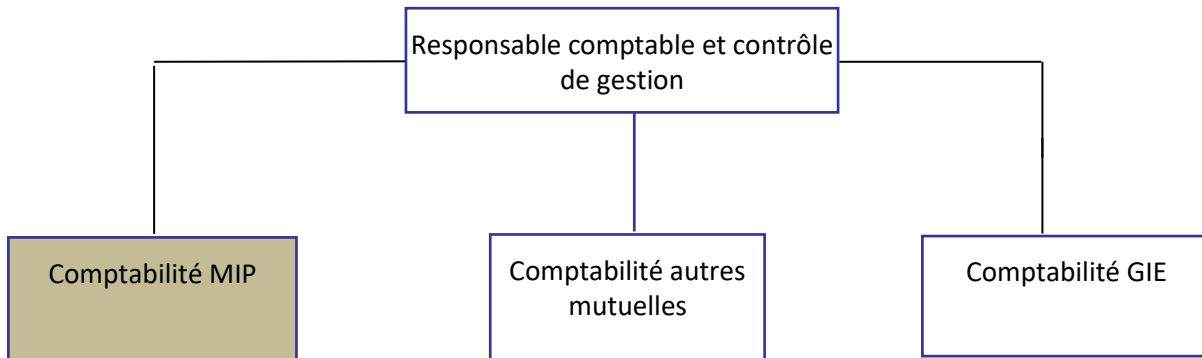 Responsable comptable et contrôle
de gestion
Comptabilité MIP
Comptabilité autres
mutuelles
Comptabilité GIE